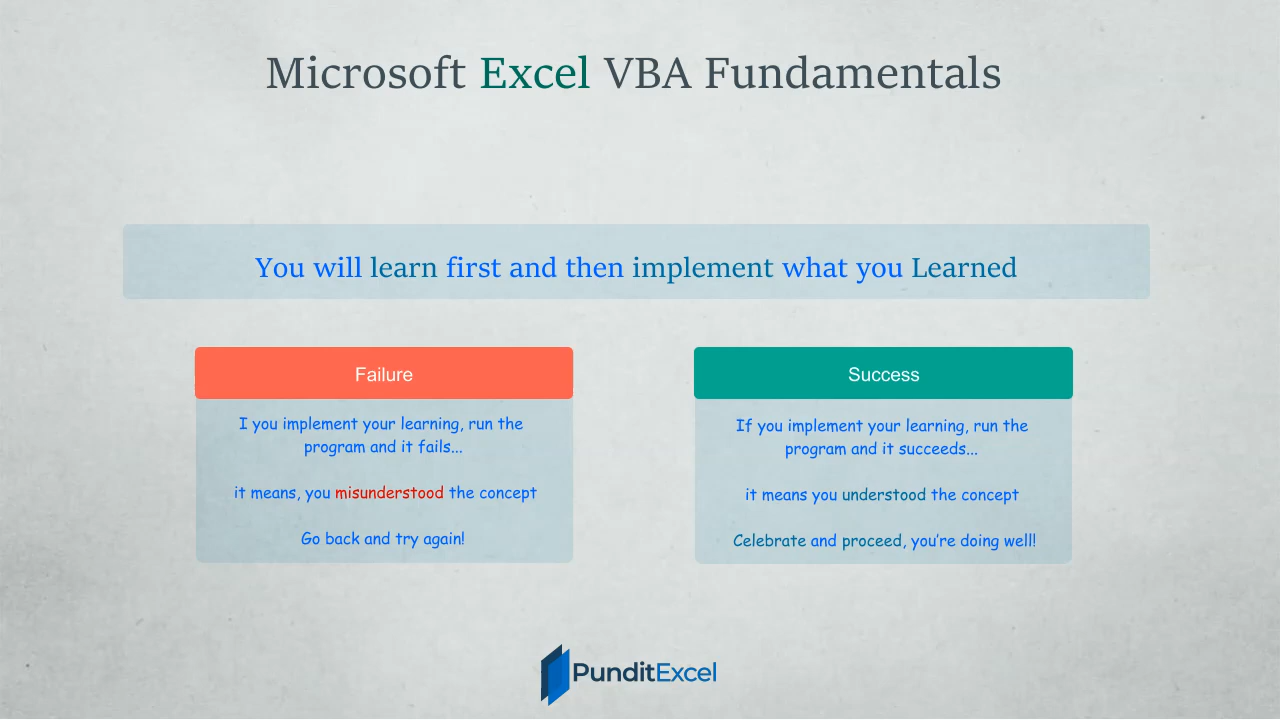 Microsoft Excel VBA Fundamentals
You will learn first and then implement what you Learned
Failure
I you implement your learning, run the
program and it fails...
it means, you misunderstood the concept
Go back and try again!
Success
If you implement your learning, run the
program and it succeeds...
it means you understood the concept
Celebrate and proceed, you're doing well!
PunditExcel